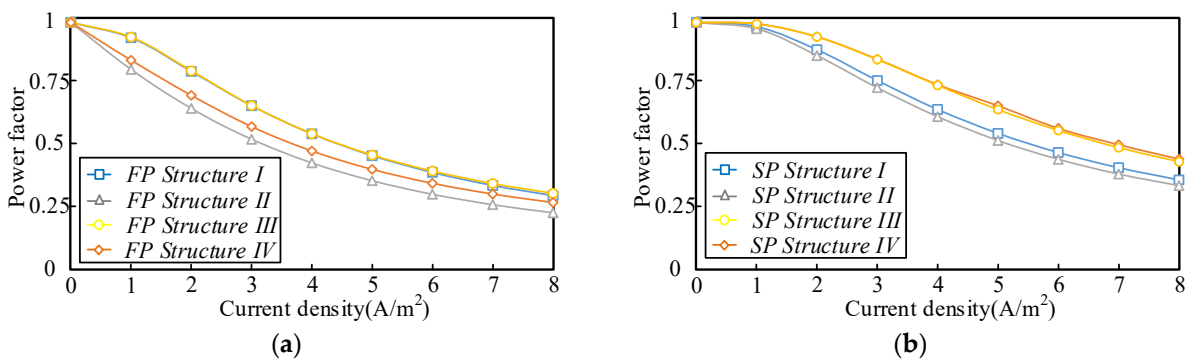 1
0.75
0.5
0.25
0
Power factor
FP Structure I
FP Structure II
FP Structure III
FP Structure IV
0 1 2 3 4 5 6 7 8
Current density(A/m²)
(a)
1
0.75
0.5
0.25
0
Power factor
SP Structure I
SP Structure II
SP Structure III
SP Structure IV
0 1 2 3 4 5 6 7 8
Current density(A/m²)
(b)